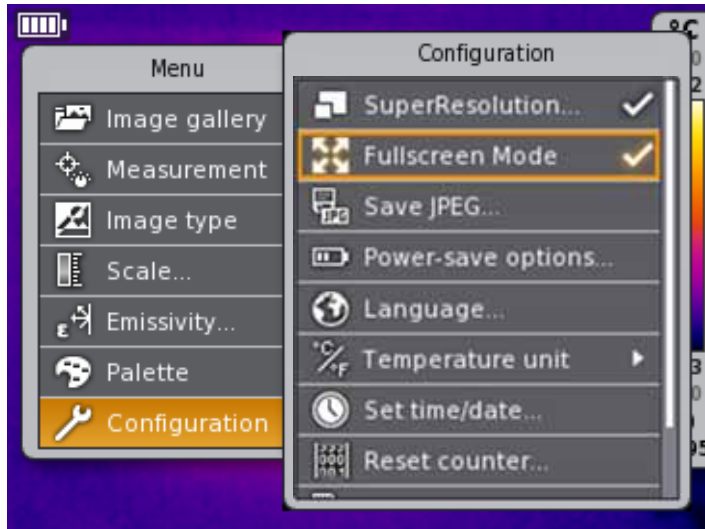 °C
Menu
Image gallery
Measurement
Image type
Scale...
Emissivity...
Palette
Configuration
Configuration
SuperResolution...
Fullscreen Mode
Save JPEG...
Power-save options...
Language...
Temperature unit
Set time/date...
Reset counter...